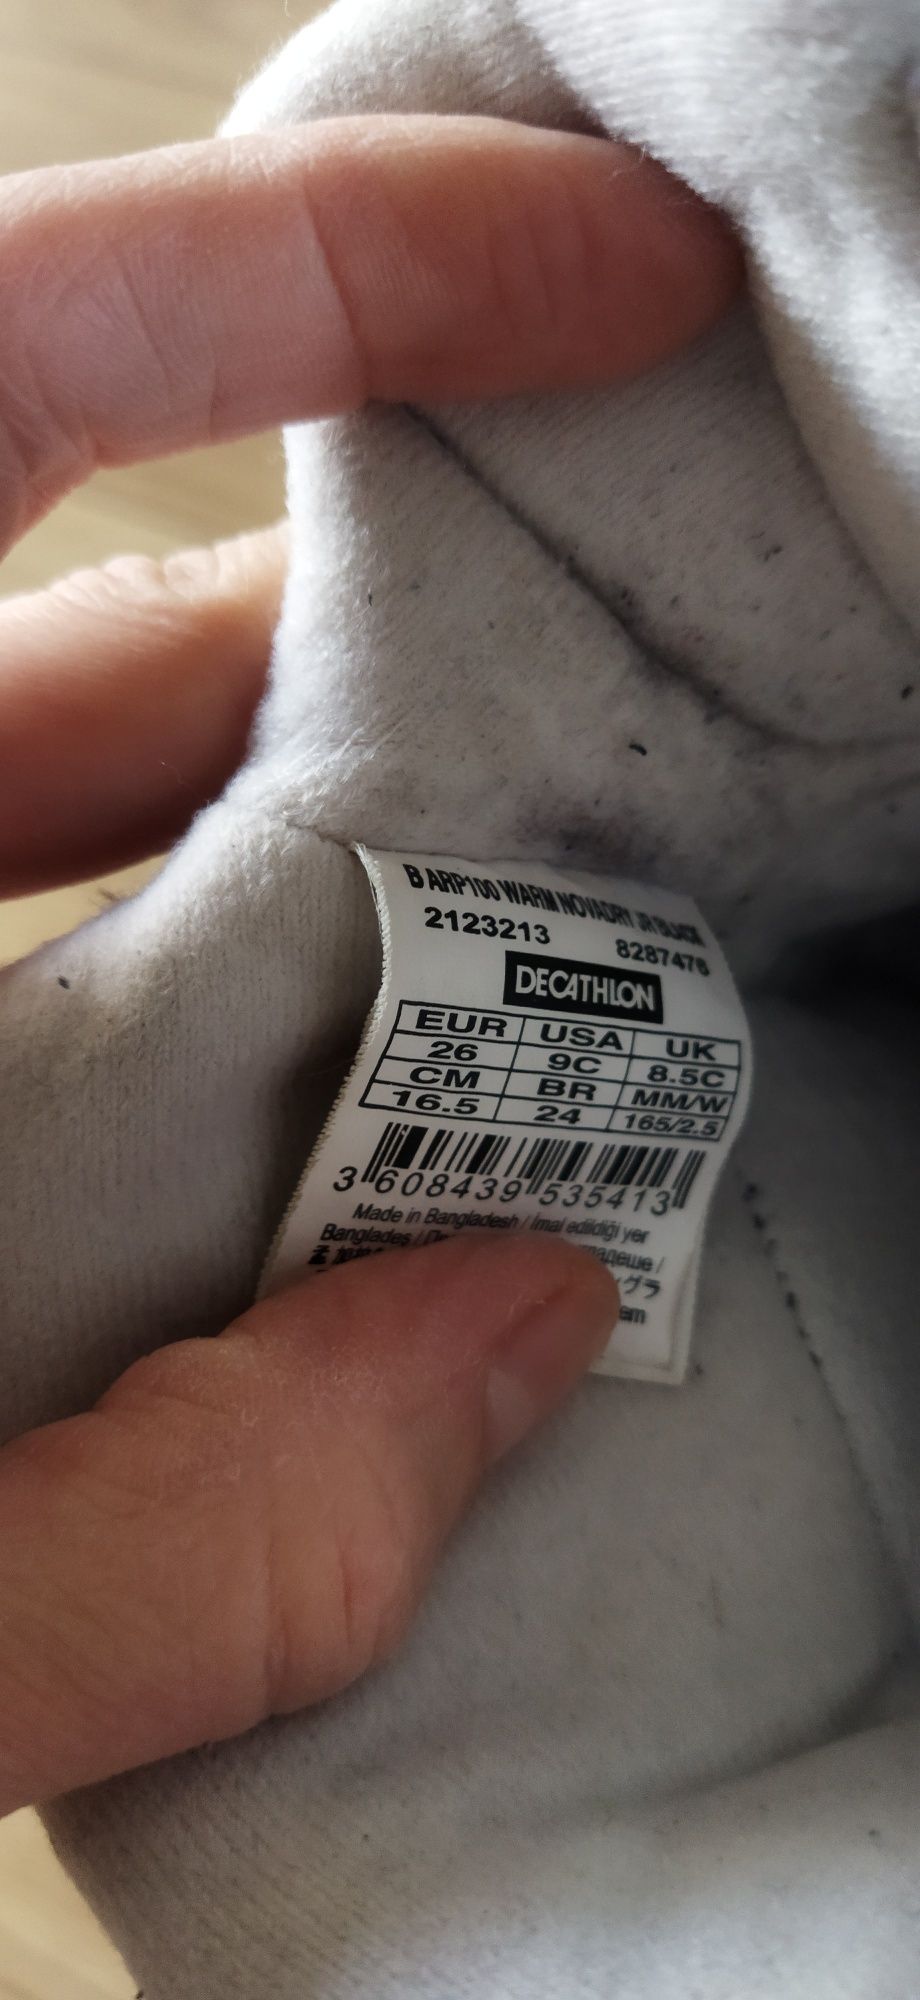 B ARP100 WARM NOVADRY JR BLACK
2123213 8287478
DECATHLON
EUR USA UK
26 9C 8.5C
CM BR MM/W
16.5 24 165/2.5
3 608439 535413
Made in Bangladesh / İmal edildiği yer
Banglades /